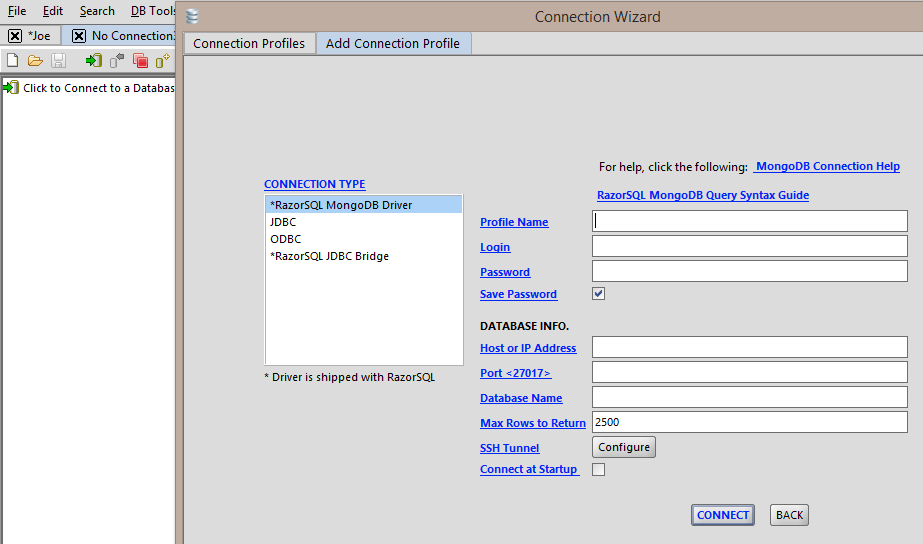 File Edit Search DB Tools
Connection Wizard
*Joe No Connection
Connection Profiles Add Connection Profile
Click to Connect to a Databas
For help, click the following: MongoDB Connection Help
RazorSQL MongoDB Query Syntax Guide
CONNECTION TYPE
*RazorSQL MongoDB Driver
JDBC
ODBC
*RazorSQL JDBC Bridge
* Driver is shipped with RazorSQL
Profile Name
Login
Password
Save Password
DATABASE INFO.
Host or IP Address
Port <27017>
Database Name
Max Rows to Return 2500
SSH Tunnel Configure
Connect at Startup
CONNECT BACK